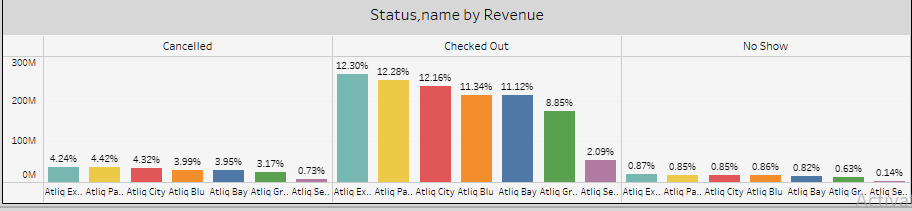 Status,name by Revenue
Cancelled Checked Out No Show
300M
200M
100M
0M
4.24% 4.42% 4.32% 3.99% 3.95% 3.17% 0.73%
12.30% 12.28% 12.16% 11.34% 11.12% 8.85% 2.09%
0.87% 0.85% 0.85% 0.86% 0.82% 0.63% 0.14%
Atliq Ex.. Atliq Pa.. Atliq City Atliq Blu Atliq Bay Atliq Gr.. Atliq Se.. Atliq Ex.. Atliq Pa.. Atliq City Atliq Blu Atliq Bay Atliq Gr.. Atliq Se.. Atliq Ex.. Atliq Pa.. Atliq City Atliq Blu Atliq Bay Atliq Gr.. Atliq Se..
Activa